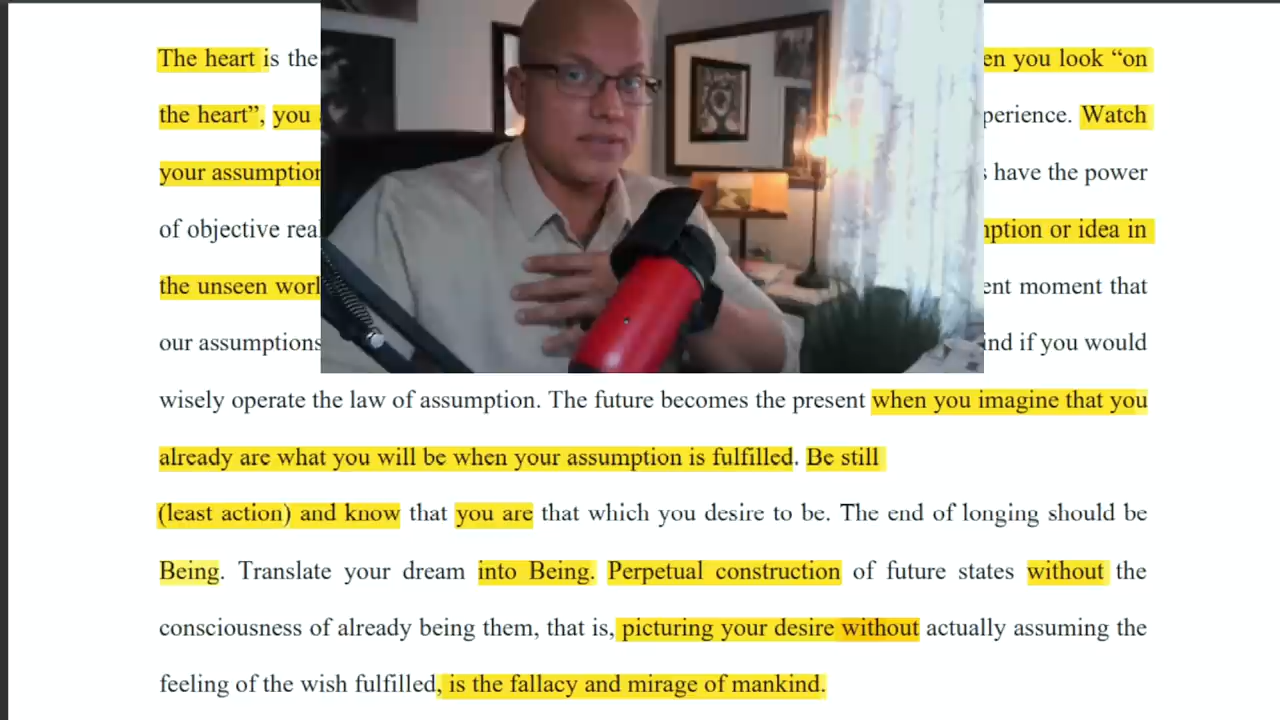 The heart is the en you look “on
the heart”, you perience. Watch
your assumption have the power
of objective real ption or idea in
the unseen worl ent moment that
our assumptions ind if you would
wisely operate the law of assumption. The future becomes the present when you imagine that you
already are what you will be when your assumption is fulfilled. Be still
(least action) and know that you are that which you desire to be. The end of longing should be
Being. Translate your dream into Being. Perpetual construction of future states without the
consciousness of already being them, that is, picturing your desire without actually assuming the
feeling of the wish fulfilled, is the fallacy and mirage of mankind.